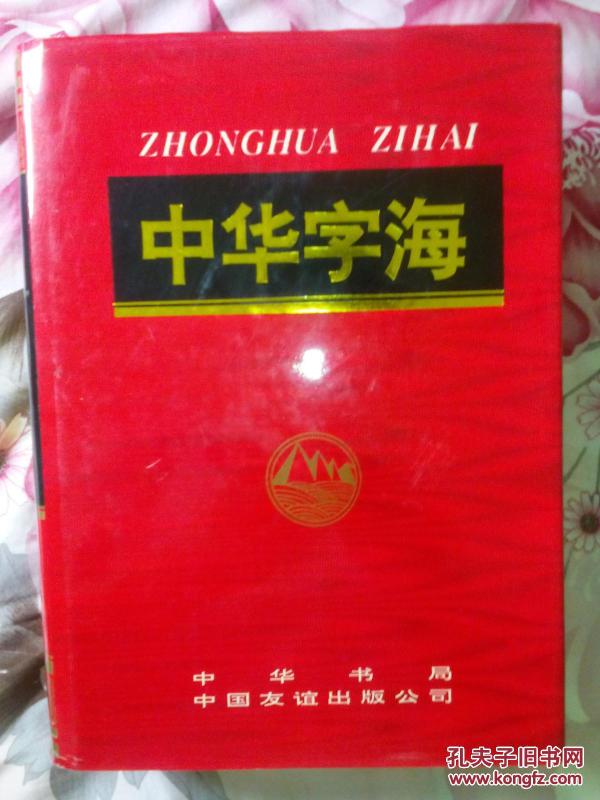 ZHONGHUA ZIHAI
中华字海
中华书局
中国友谊出版公司
孔夫子旧书网
www.kongfz.com